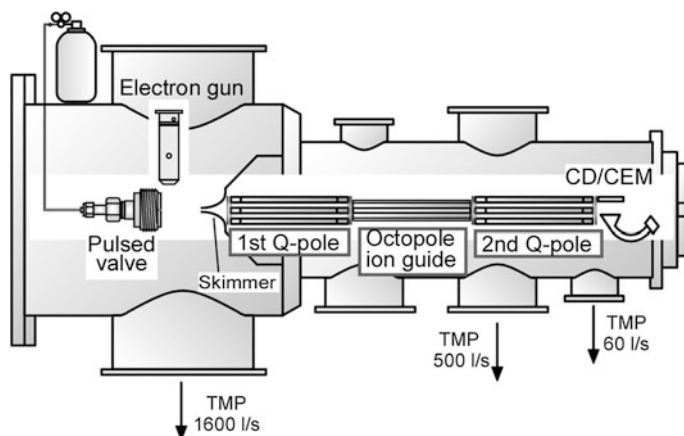 Electron gun
CD/CEM
Pulsed
valve
Skimmer
1st Q-pole
Octopole
ion guide
2nd Q-pole
TMP
1600 l/s
TMP
500 l/s
TMP
60 l/s